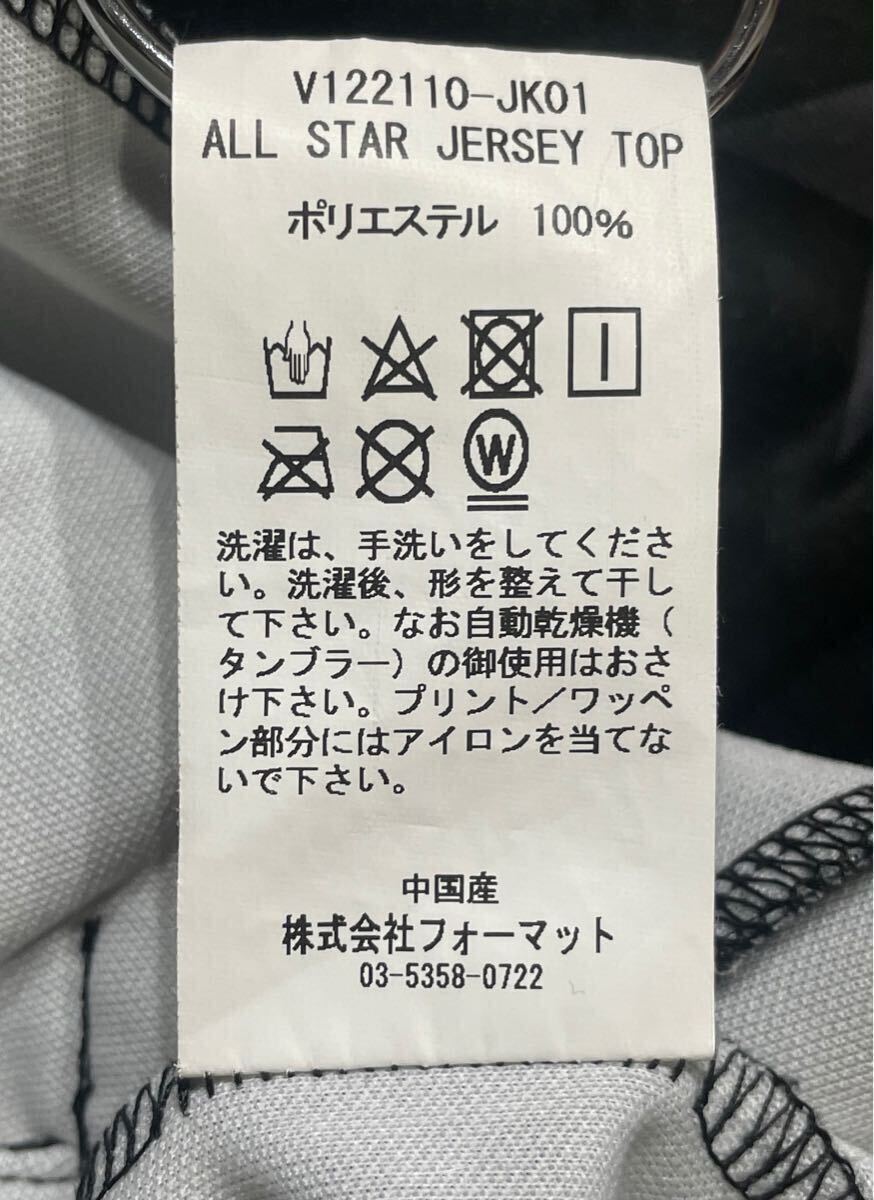 V122110-JK01
ALL STAR JERSEY TOP
ポリエステル 100%
W
洗濯は、手洗いをしてくださ
い。洗濯後、形を整えて干し
て下さい。なお自動乾燥機（
タンブラー）の御使用はおさ
け下さい。プリント／ワッペ
ン部分にはアイロンを当てな
いで下さい。
中国産
株式会社フォーマット
03-5358-0722